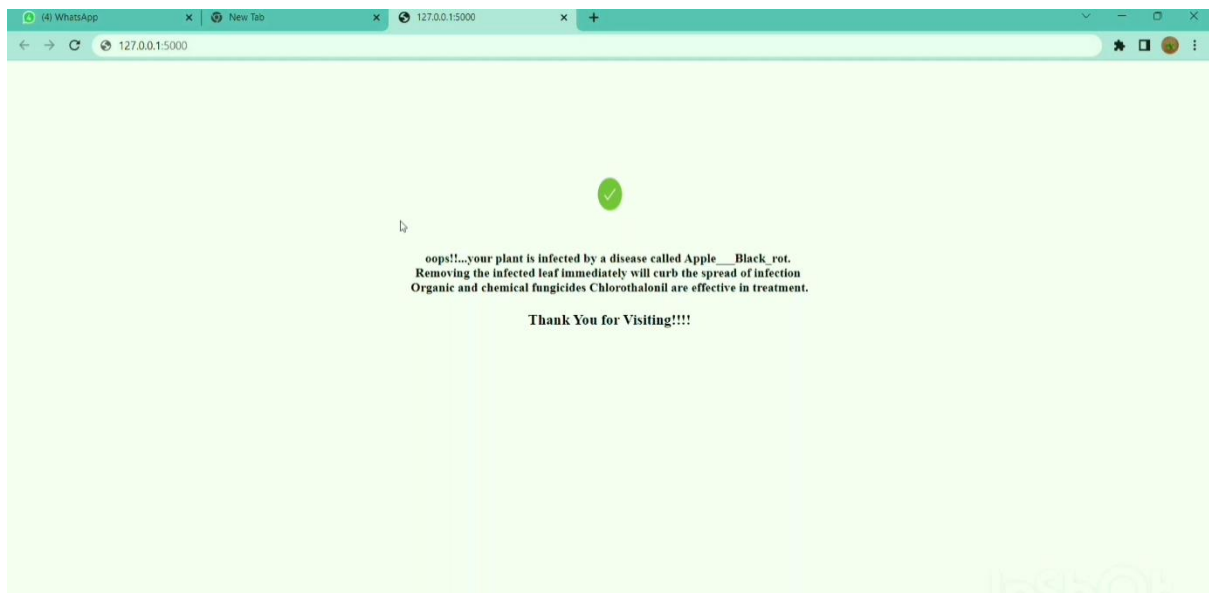 (4) WhatsApp
New Tab
127.0.0.1:5000
127.0.0.1:5000
oops!!...your plant is infected by a disease called Apple___Black_rot.
Removing the infected leaf immediately will curb the spread of infection
Organic and chemical fungicides Chlorothalonil are effective in treatment.
Thank You for Visiting!!!!